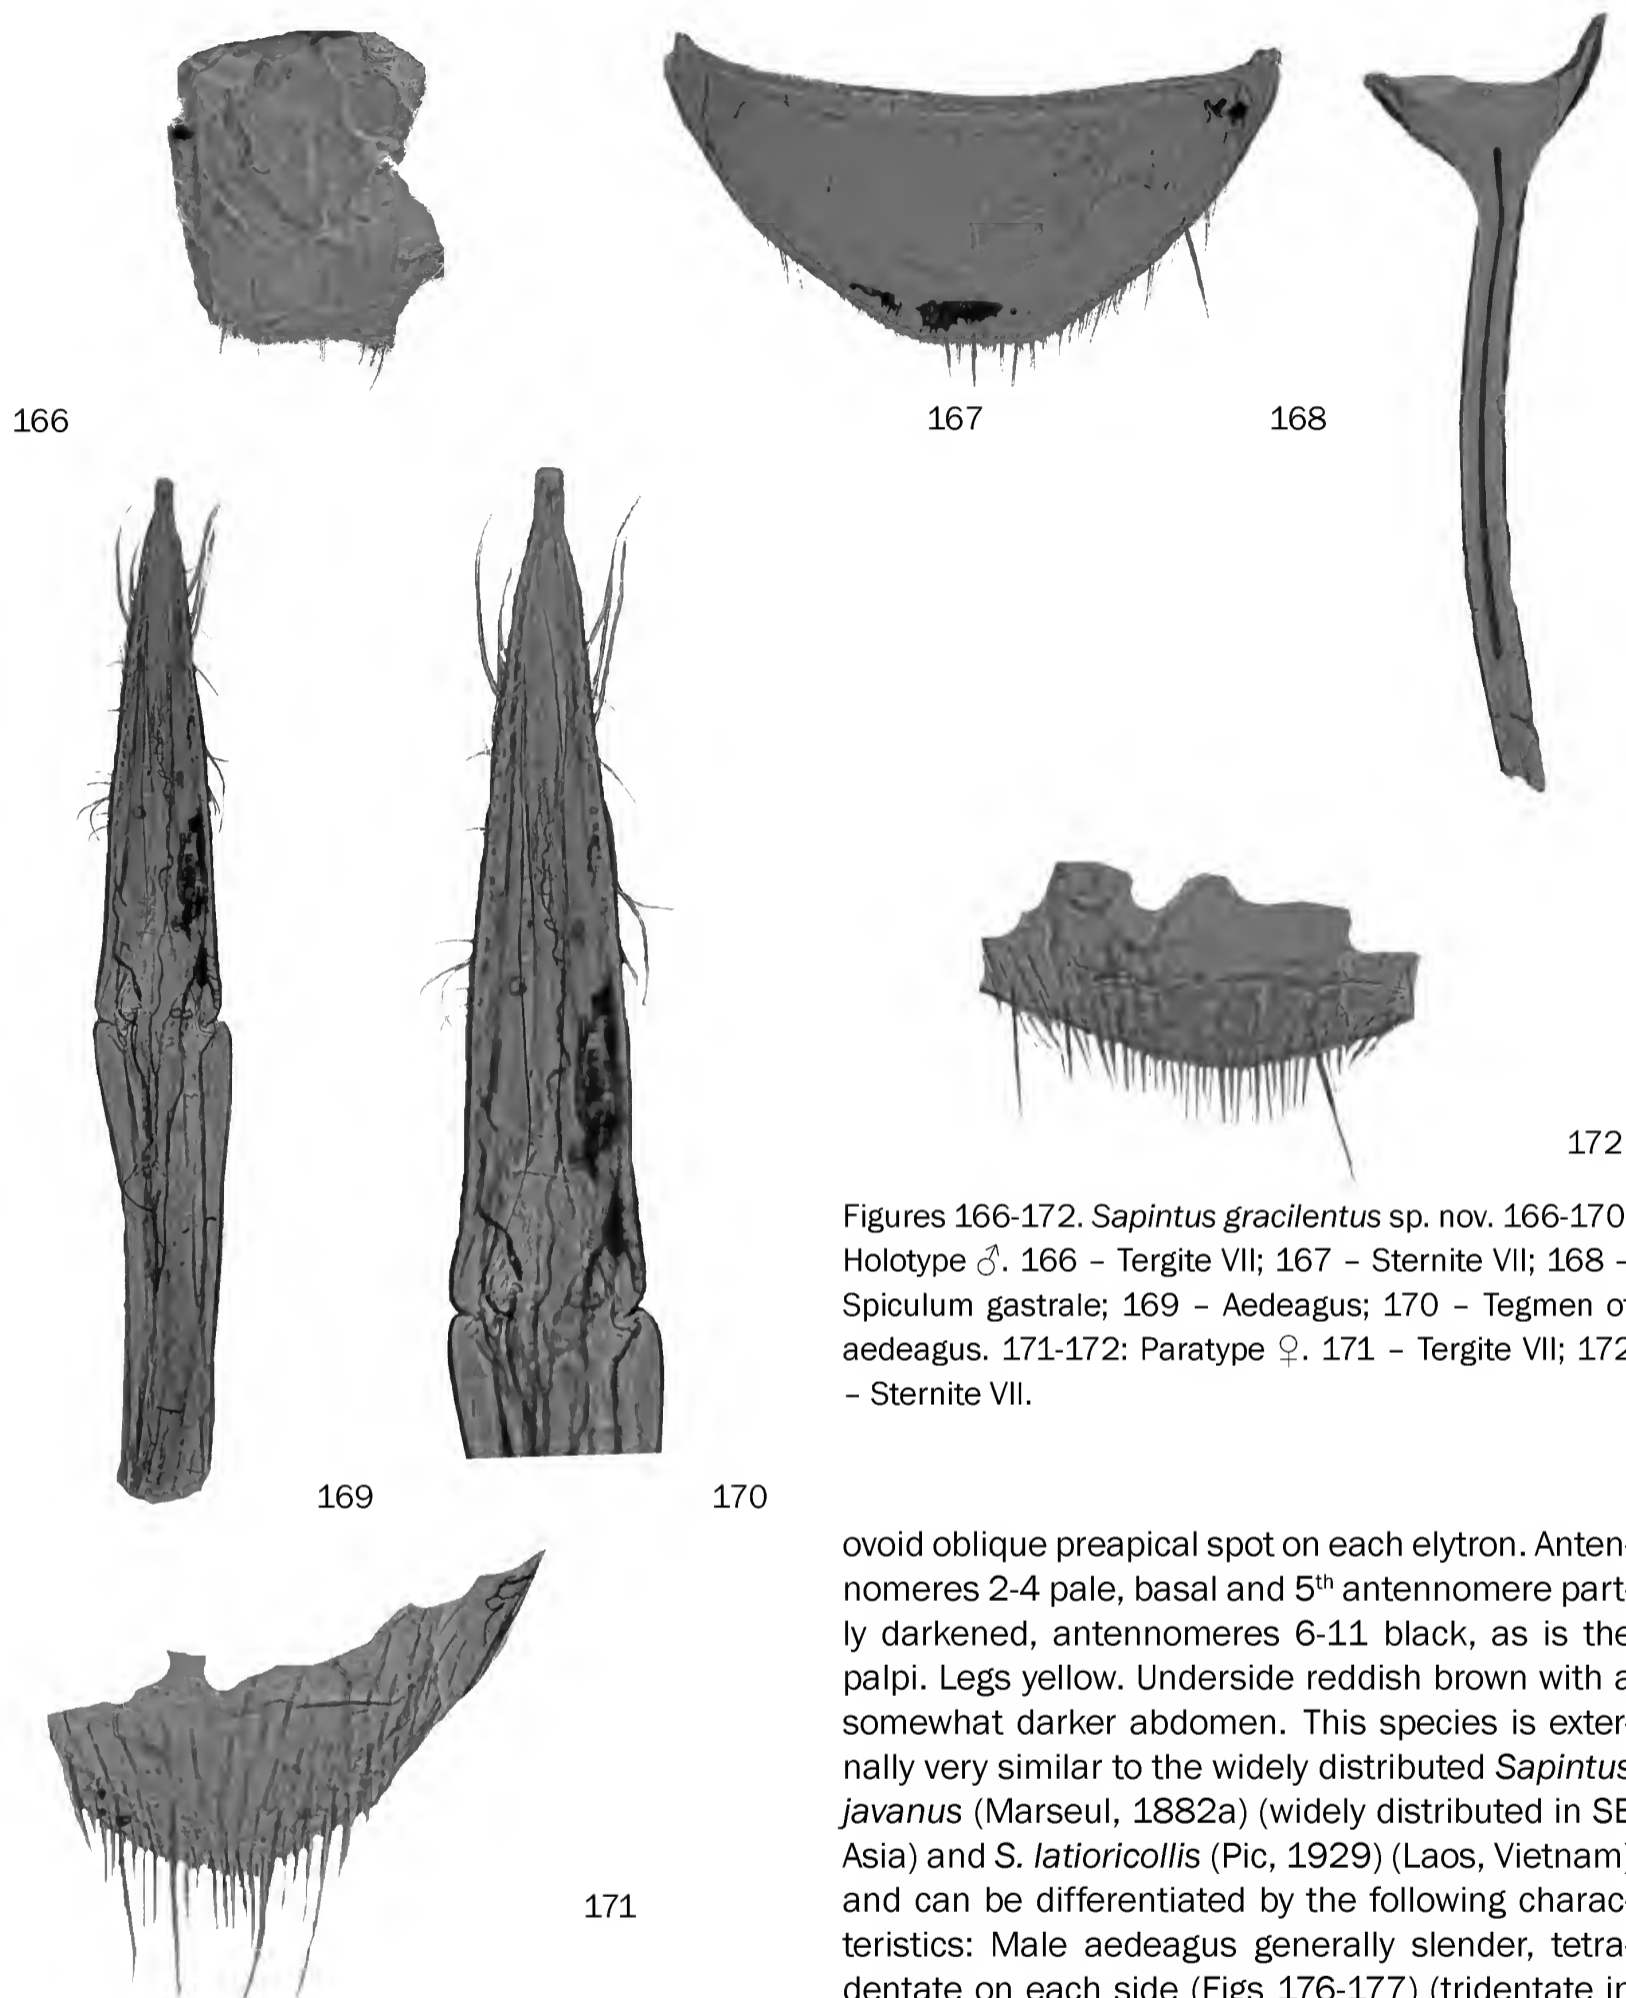 166
167
168
169
170
172
Figures 166-172. Sapintus gracilentus sp. nov. 166-170
Holotype ♂. 166 – Tergite VII; 167 – Sternite VII; 168 –
Spiculum gastrale; 169 – Aedeagus; 170 – Tegmen of
aedeagus. 171-172: Paratype ♀. 171 – Tergite VII; 172
– Sternite VII.
171
ovoid oblique preapical spot on each elytron. Anten-
nomeres 2-4 pale, basal and 5th antennomere part-
ly darkened, antennomeres 6-11 black, as is the
palpi. Legs yellow. Underside reddish brown with a
somewhat darker abdomen. This species is exter-
nally very similar to the widely distributed Sapintus
javanus (Marseul, 1882a) (widely distributed in SE
Asia) and S. latioricollis (Pic, 1929) (Laos, Vietnam)
and can be differentiated by the following charac-
teristics: Male aedeagus generally slender, tetra-
dentate on each side (Figs 176-177) (tridentate in